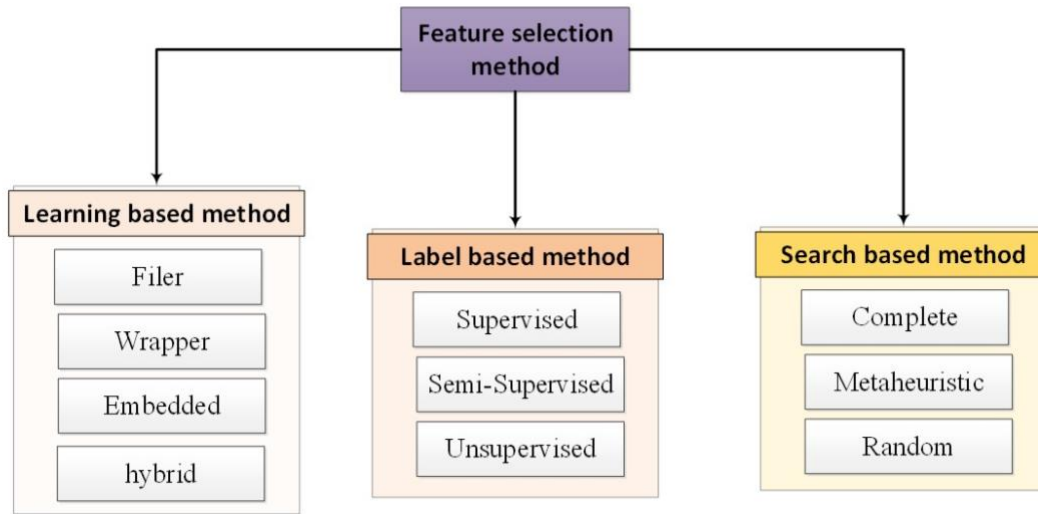 Feature selection
method
Learning based method
Filer
Wrapper
Embedded
hybrid
Label based method
Supervised
Semi-Supervised
Unsupervised
Search based method
Complete
Metaheuristic
Random